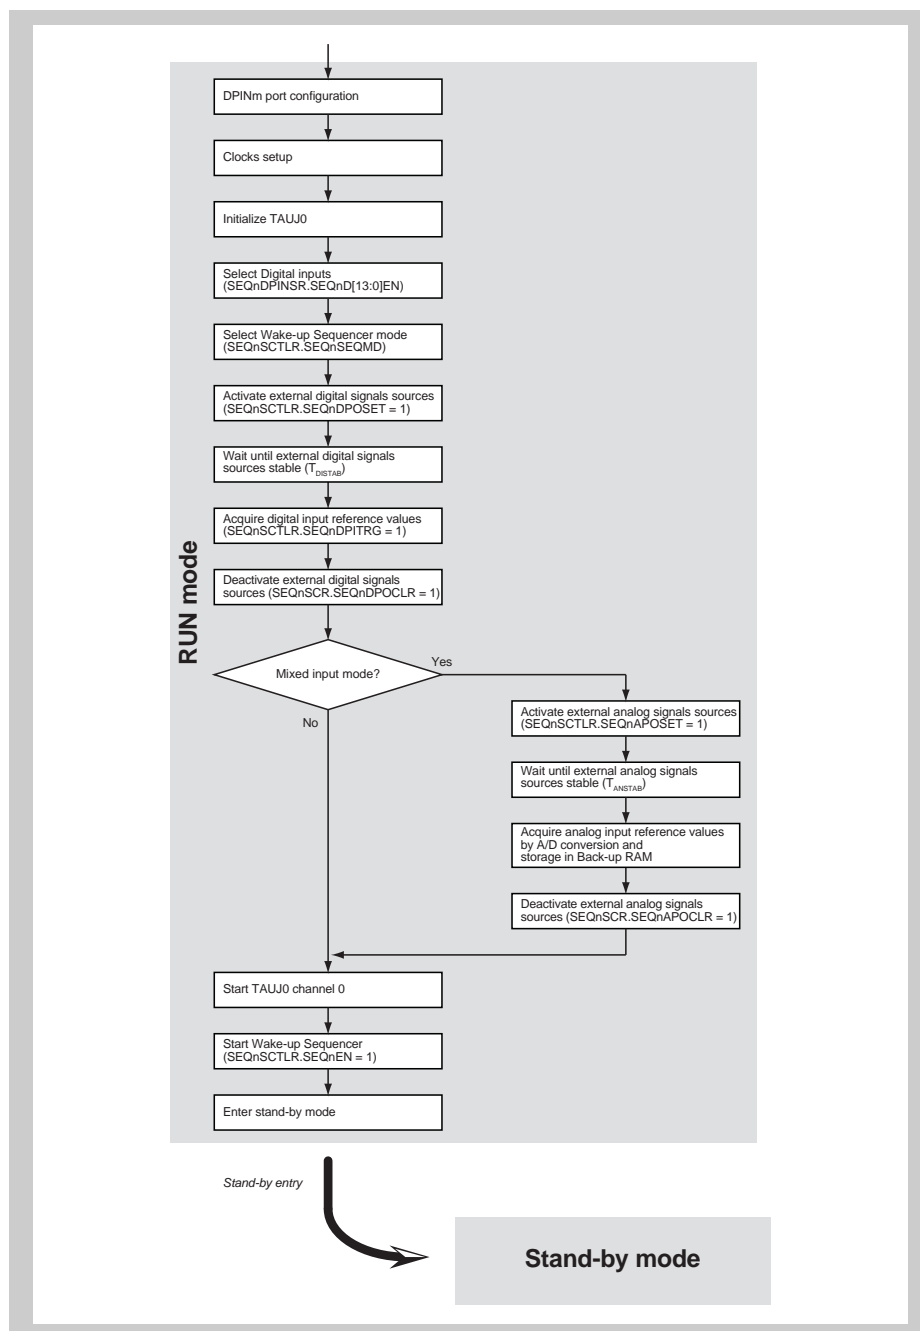 DPINm port configuration
Clocks setup
Initialize TAUJ0
Select Digital inputs
(SEQnDPINSR.SEQnD[13:0]EN)
Select Wake-up Sequencer mode
(SEQnSCTLR.SEQnSEQMD)
Activate external digital signals sources
(SEQnSCTLR.SEQnDPOSET = 1)
Wait until external digital signals
sources stable (TDISTAB)
Acquire digital input reference values
(SEQnSCTLR.SEQnDPITRG = 1)
Deactivate external digital signals
sources (SEQnSCR.SEQnDPOCLR = 1)
RUN mode
Mixed input mode?
Yes
No
Activate external analog signals sources
(SEQnSCTLR.SEQnAPOSET = 1)
Wait until external analog signals
sources stable (TANSTAB)
Acquire analog input reference values
by A/D conversion and
storage in Back-up RAM
Deactivate external analog signals
sources (SEQnSCR.SEQnAPOCLR = 1)
Start TAUJ0 channel 0
Start Wake-up Sequencer
(SEQnSCTLR.SEQnEN = 1)
Enter stand-by mode
Stand-by entry
Stand-by mode